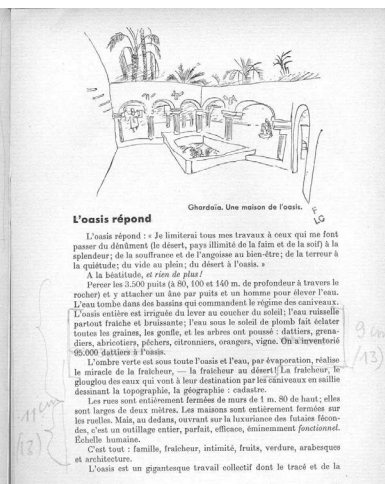 Ghardaïa. Une maison de l'oasis.
L'oasis répond
L'oasis répond : « Je limiterai tous mes travaux à ceux qui me font
passer du dénûment (le désert, pays illimité de la faim et de la soif) à la
splendeur; de la souffrance et de l'angoisse au bien-être; de la terreur à
la quiétude; du vide au plein; du désert à l'oasis. »
A la béatitude, et rien de plus!
Percer les 3.500 puits (à 80, 100 et 140 m. de profondeur à travers le
rocher) et y attacher un âne par puits et un homme pour élever l'eau.
L'eau tombe dans des bassins qui commandent le régime des caniveaux.
L'oasis entière est irriguée du lever au coucher du soleil; l'eau ruisselle
partout fraîche et bruissante; l'eau sous le soleil de plomb fait éclater
toutes les graines, les gonfle, et les arbres ont poussé : dattiers, grena-
diers, abricotiers, pêchers, citronniers, orangers, vigne. On a inventorié
95.000 dattiers à l'oasis.
L'ombre verte est sous toute l'oasis et l'eau, par évaporation, réalise
le miracle de la fraîcheur, — la fraîcheur au désert! La fraîcheur, le
glouglou des eaux qui vont à leur destination par les caniveaux en saillie
dessinant la topographie, la géographie : cadastre.
Les rues sont entièrement fermées de murs de 1 m. 80 de haut; elles
sont larges de deux mètres. Les maisons sont entièrement fermées sur
les ruelles. Mais, au dedans, ouvrant sur la luxuriance des futaies fécon-
des, c'est un outillage entier, parfait, efficace, éminemment fonctionnel.
Échelle humaine.
C'est tout : famille, fraîcheur, intimité, fruits, verdure, arabesques
et architecture.
L'oasis est un gigantesque travail collectif dont le tracé et de la
9 cm
/13)
11 cm
/13)